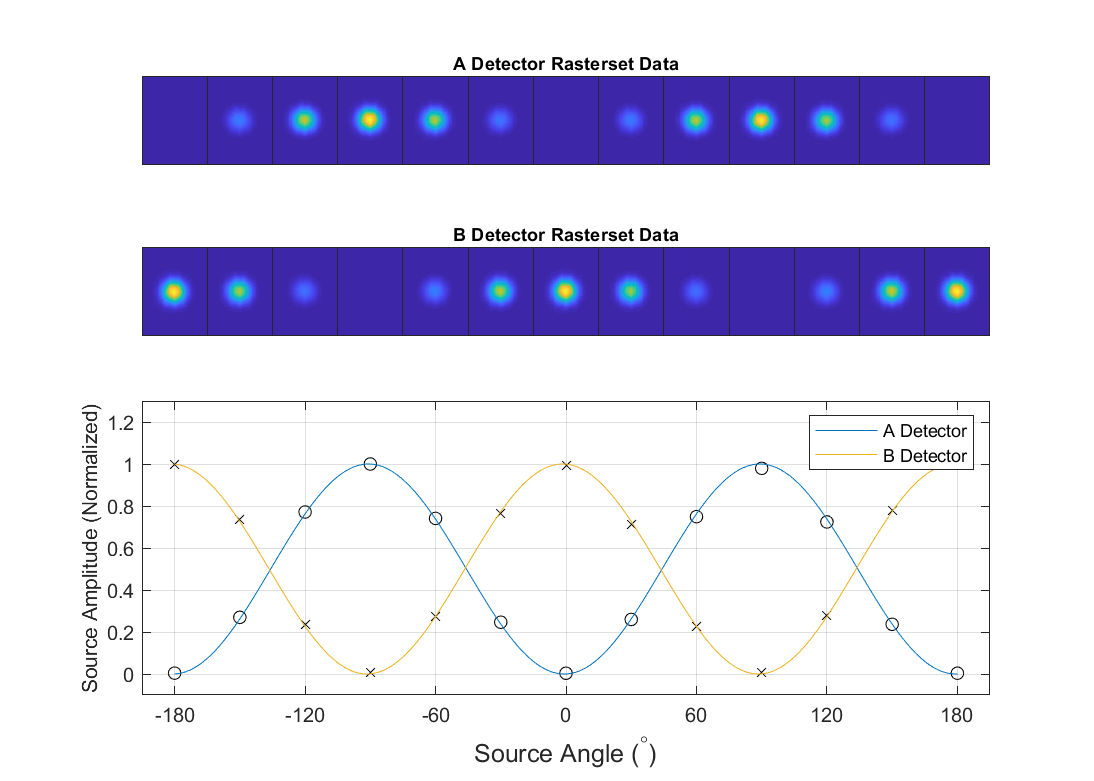 A Detector Rasterset Data
B Detector Rasterset Data
Source Amplitude (Normalized)
1.2
1
0.8
0.6
0.4
0.2
0
A Detector
B Detector
-180 -120 -60 0 60 120 180
Source Angle (°)